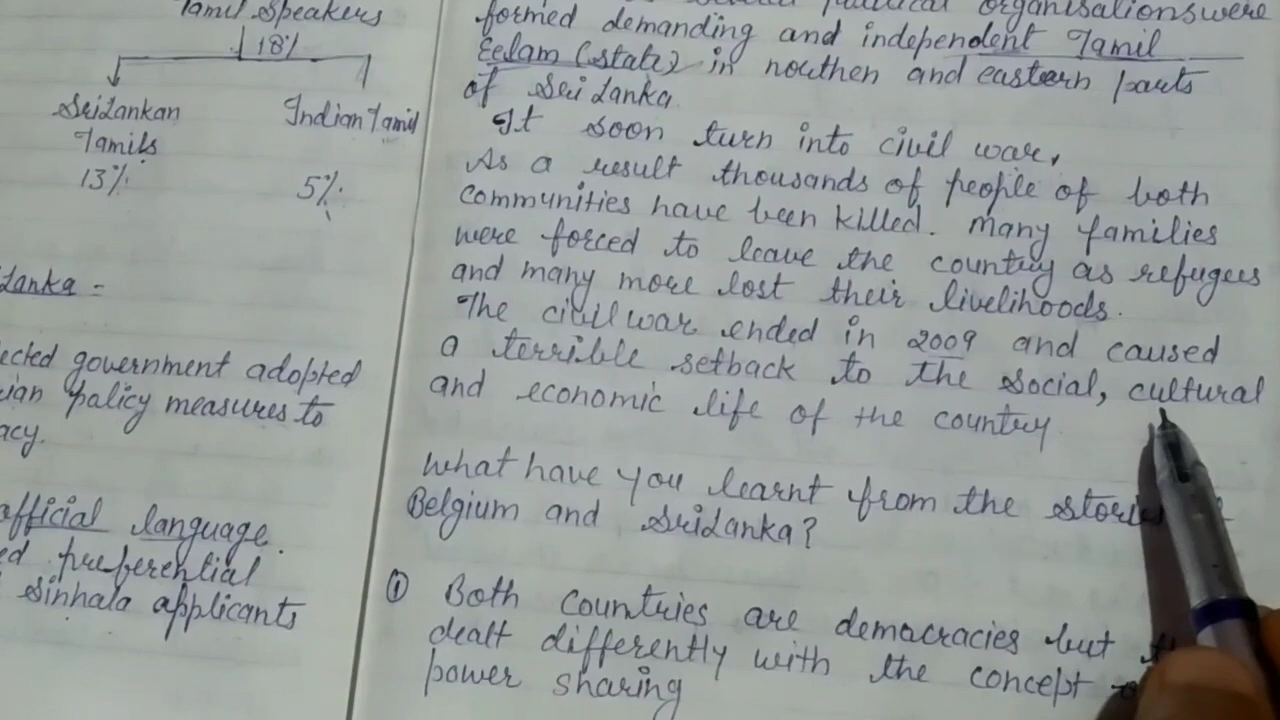 Tamil Speakers
18%
SriLankan Indian Tamil
Tamils
13% 5%
Lanka =
ected government adopted
ian policy measures to
acy.
official language.
ed preferential
Sinhala applicants
political organisations were
formed demanding and independent Tamil
Eelam (state) in nouthen and eastern parts
of Sri Lanka
It soon turn into civil war,
As a result thousands of people of both
communities have been killed. Many families
were forced to leave the country as refugees
and many more lost their livelihoods.
The civil war ended in 2009 and caused
a terrible setback to the social, cultural
and economic life of the country
What have you learnt from the
Belgium and SriLanka?
① Both countries are demacracies but
dealt differently with the concept
power sharing